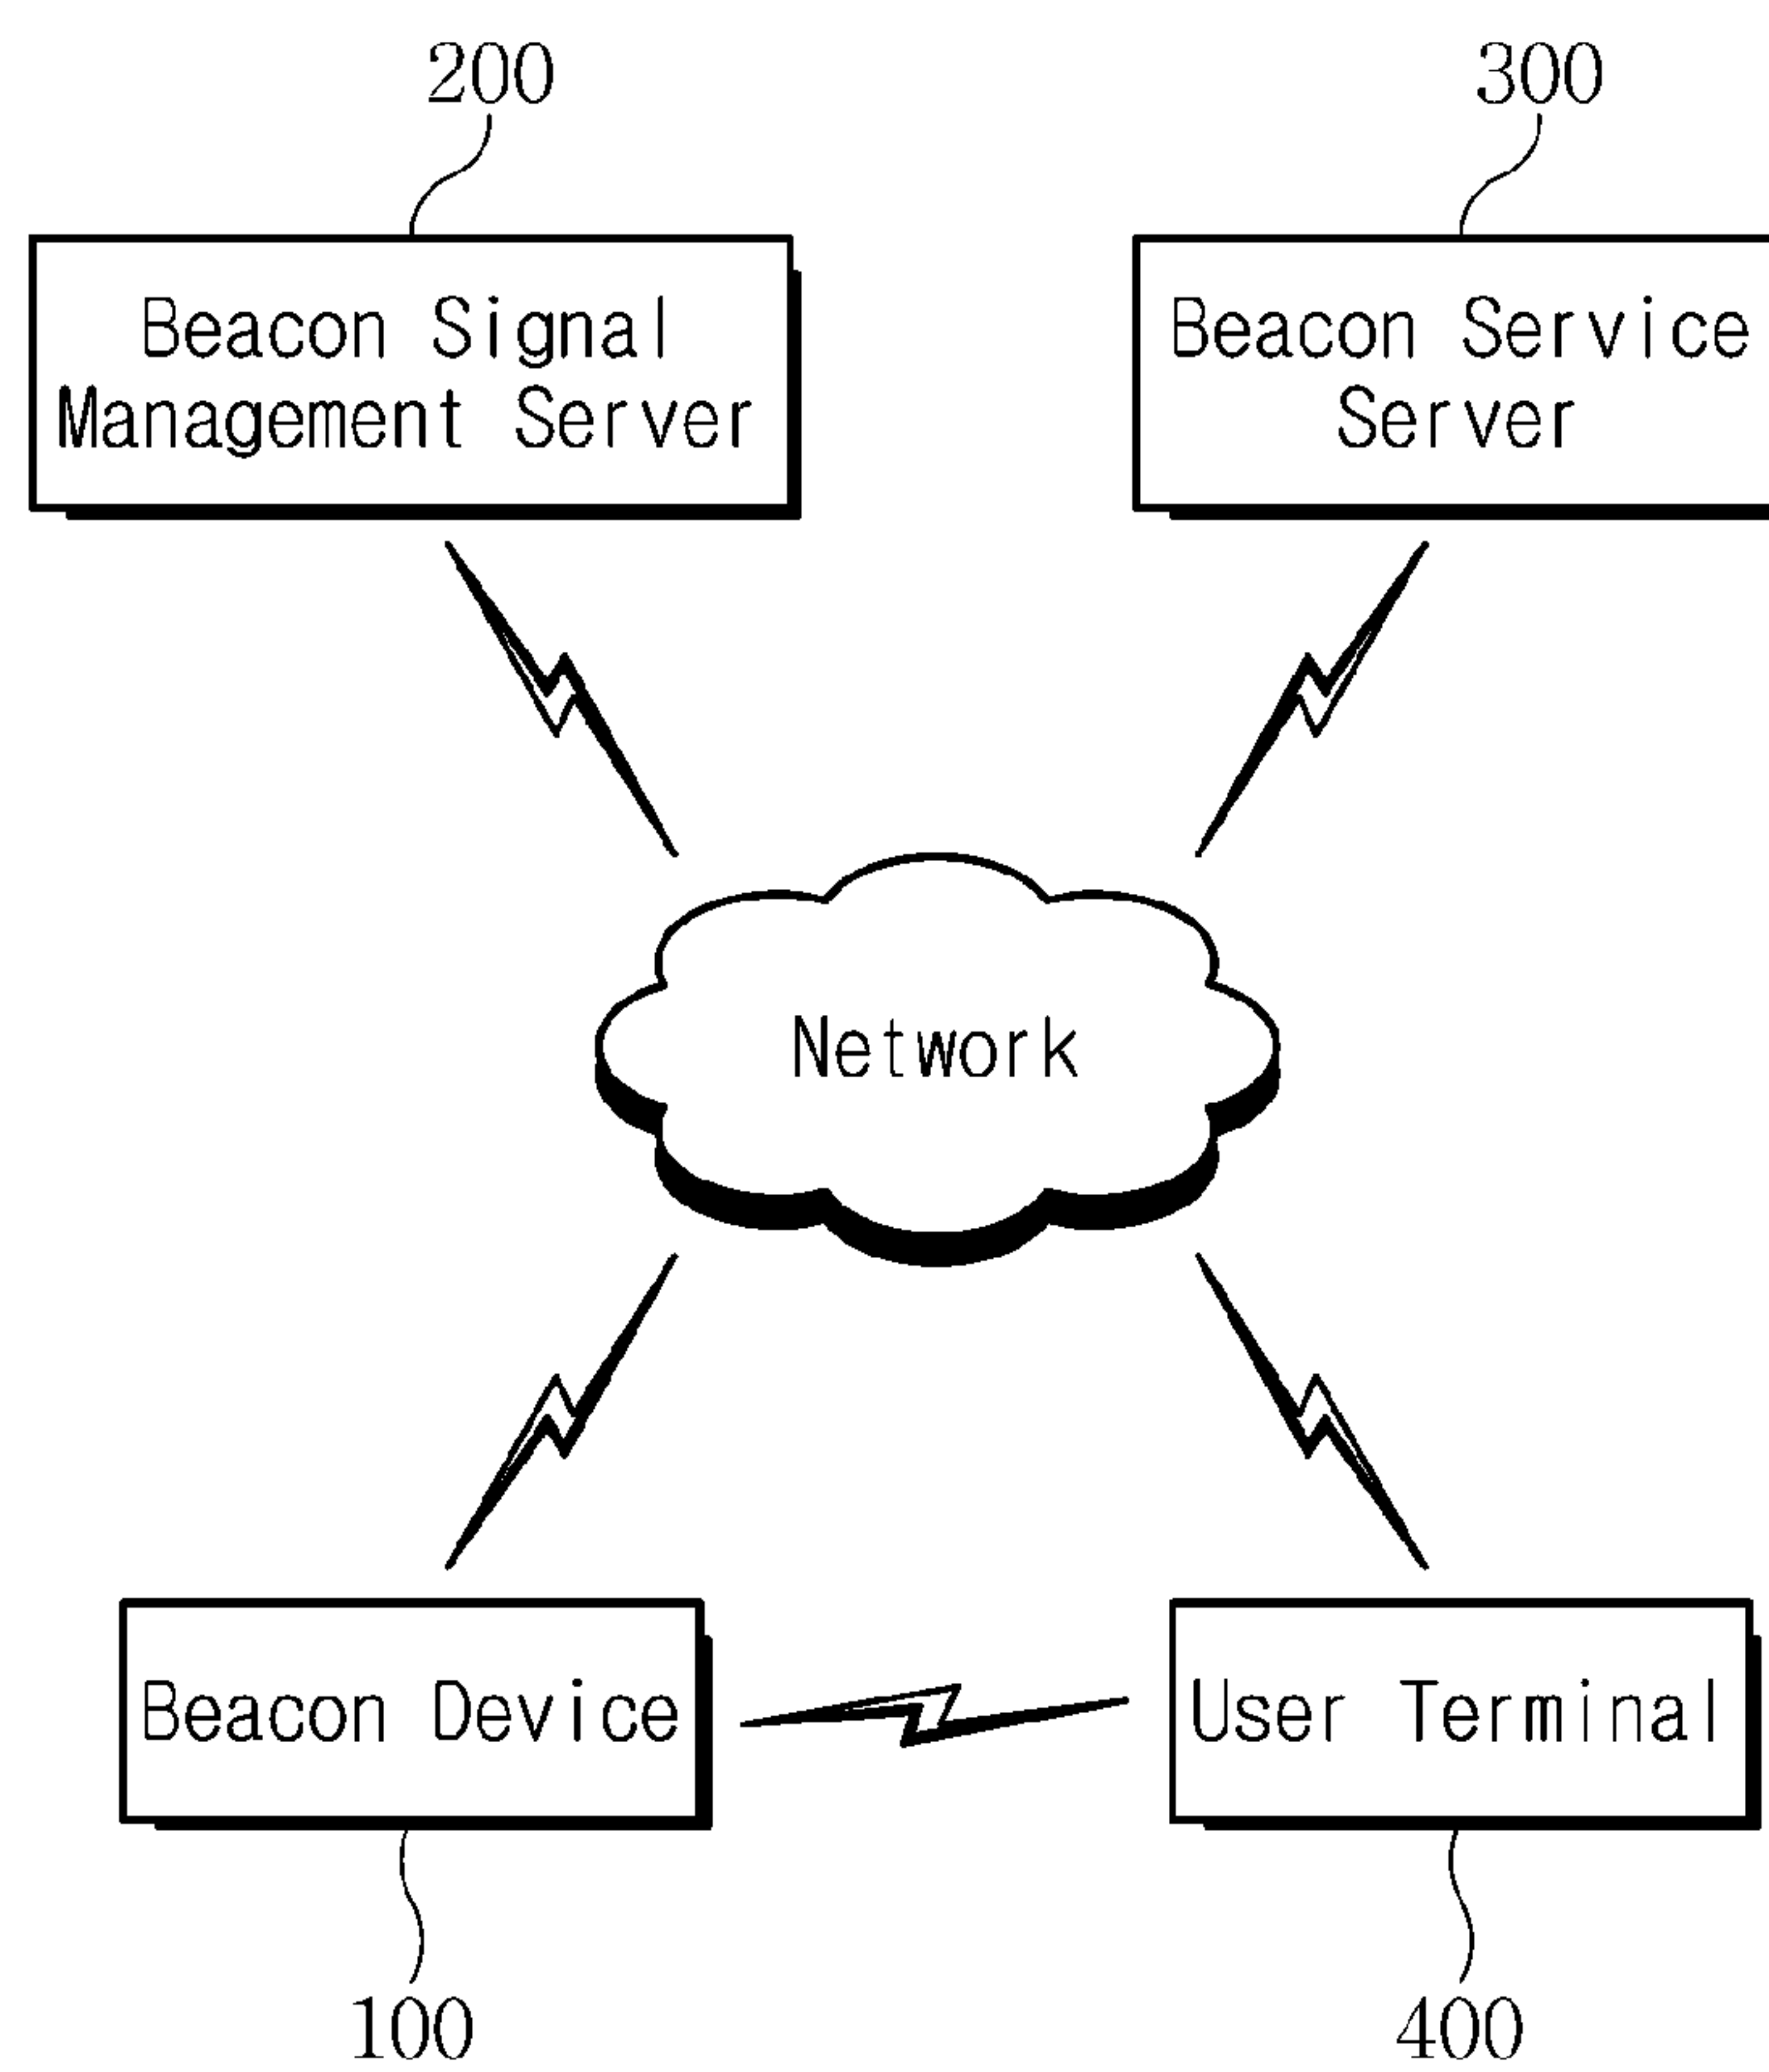 200
300
Beacon Signal
Management Server
Beacon Service
Server
Network
Beacon Device
User Terminal
100
400